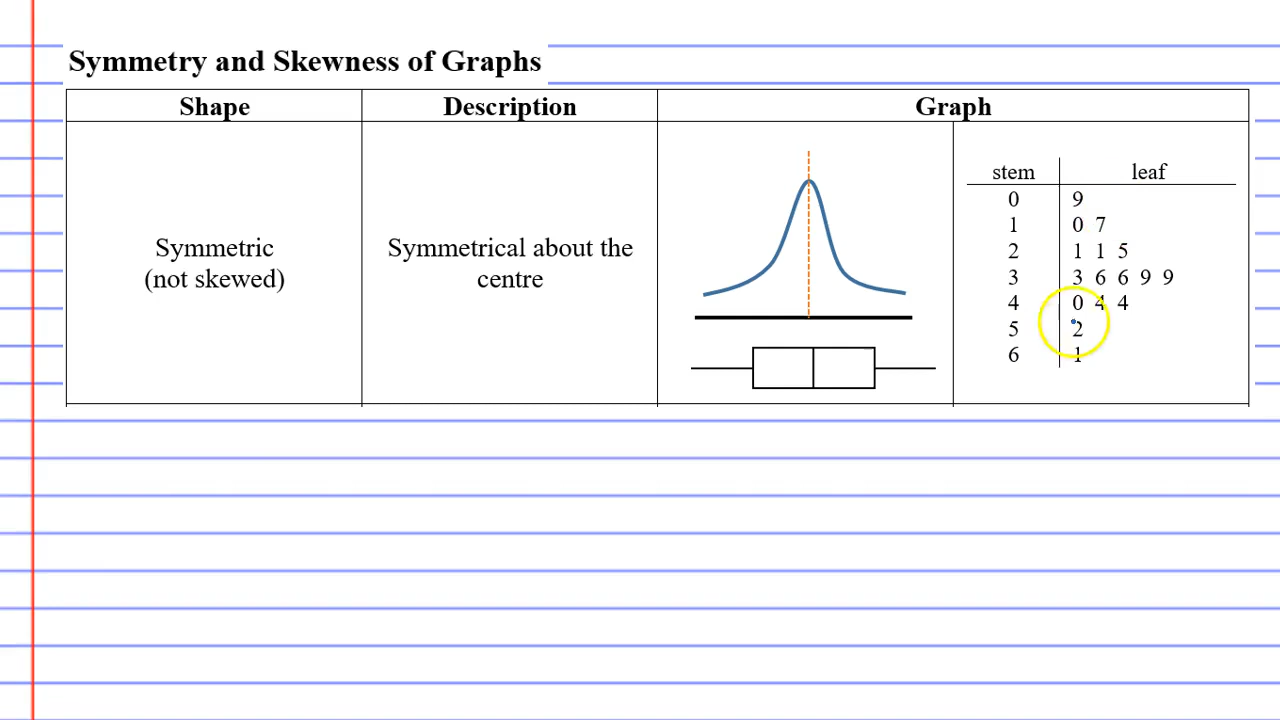 Symmetry and Skewness of Graphs
Shape Description Graph
Symmetric
(not skewed)
Symmetrical about the
centre
stem leaf
0 9
1 0 7
2 1 1 5
3 3 6 6 9 9
4 0 4 4
5 2
6 1